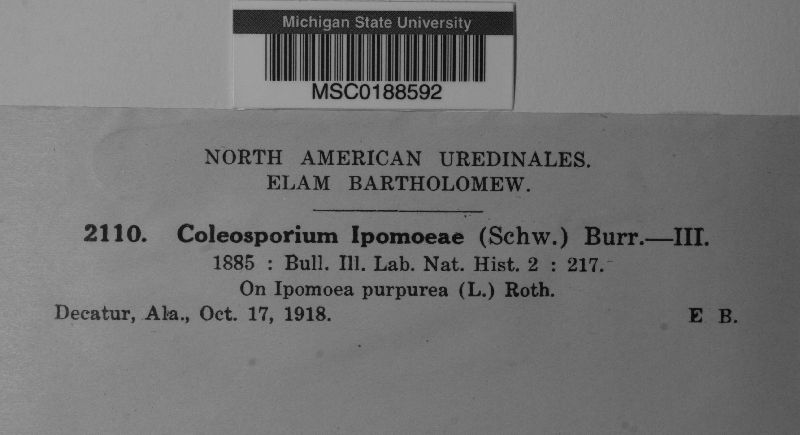 Michigan State University
MSC0188592
NORTH AMERICAN UREDINALES.
ELAM BARTHOLOMEW.
2110. Coleosporium Ipomoeae (Schw.) Burr.—III.
1885 : Bull. Ill. Lab. Nat. Hist. 2 : 217.
On Ipomoea purpurea (L.) Roth.
Decatur, Ala., Oct. 17, 1918. E B.